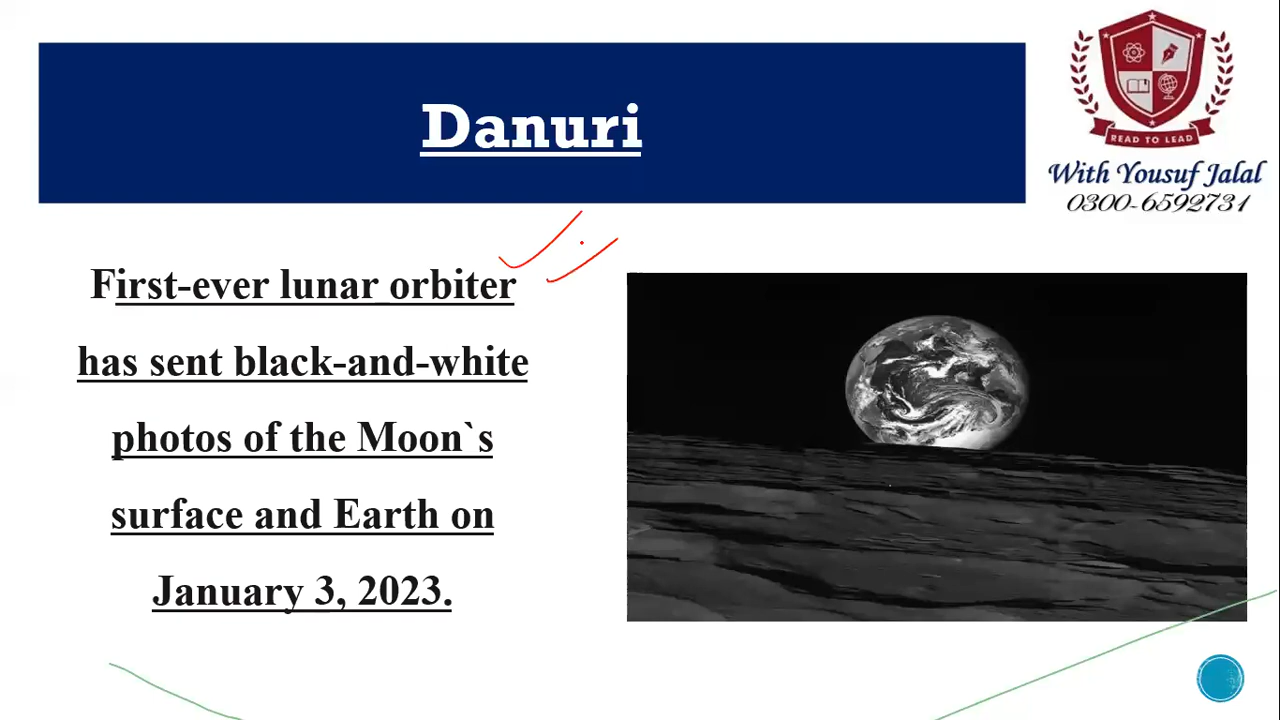 Danuri
READ TO LEAD
With Yousuf Jalal
0300-6592731
First-ever lunar orbiter
has sent black-and-white
photos of the Moon`s
surface and Earth on
January 3, 2023.